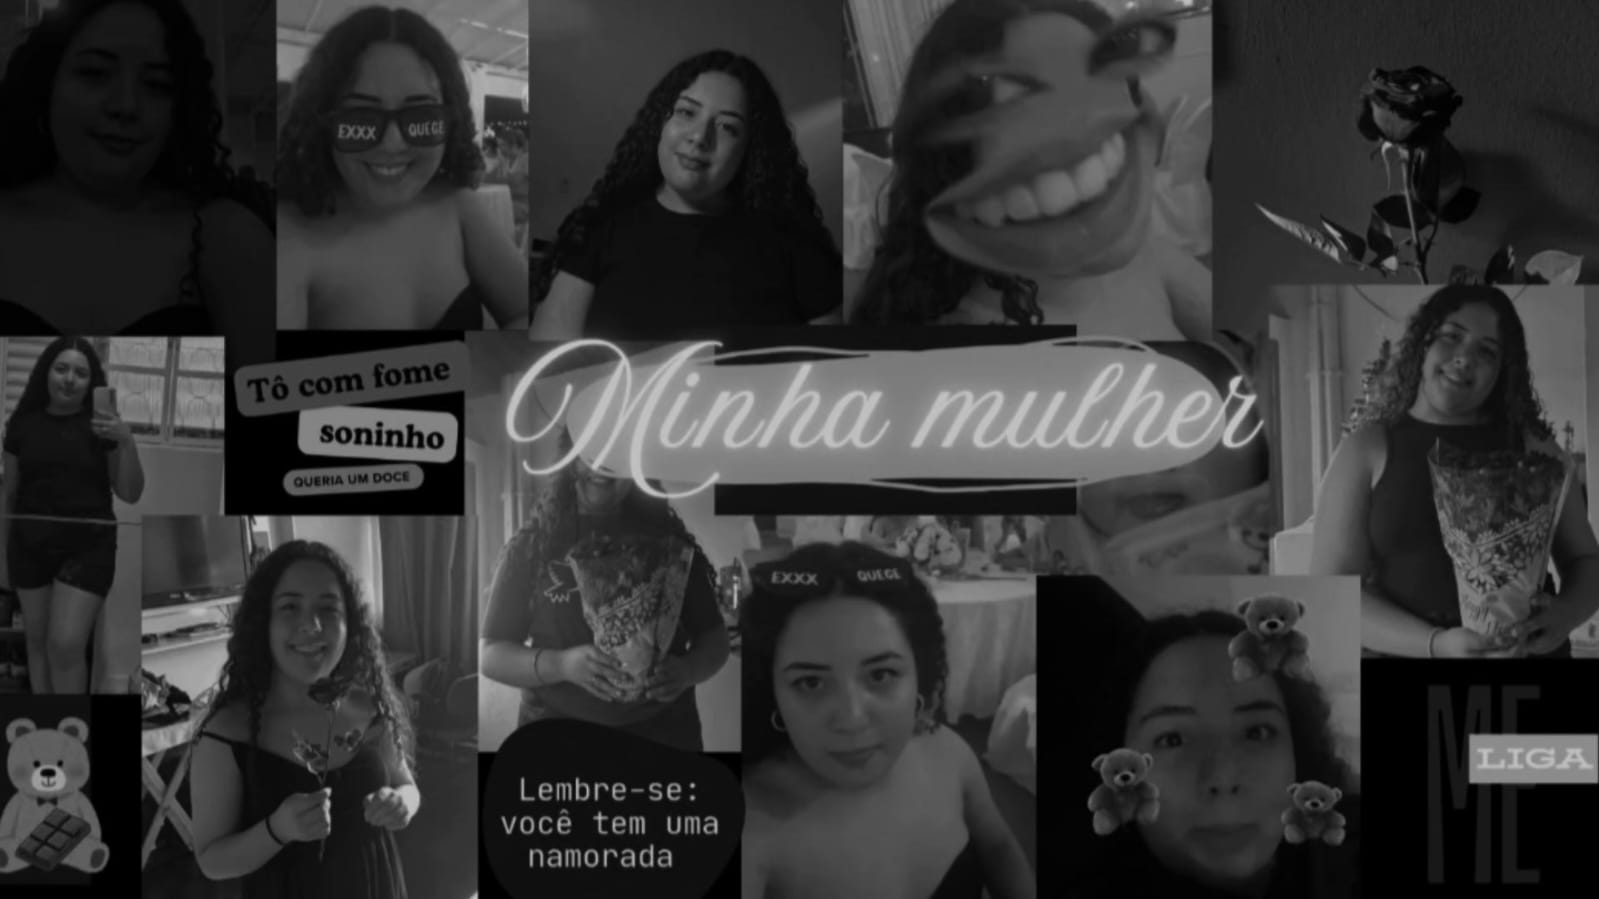 EXXX QUEGE
Tô com fome
soninho
QUERIA UM DOCE
Minha mulher
EXXX QUEGE
Lembre-se:
você tem uma
namorada
ME
LIGA